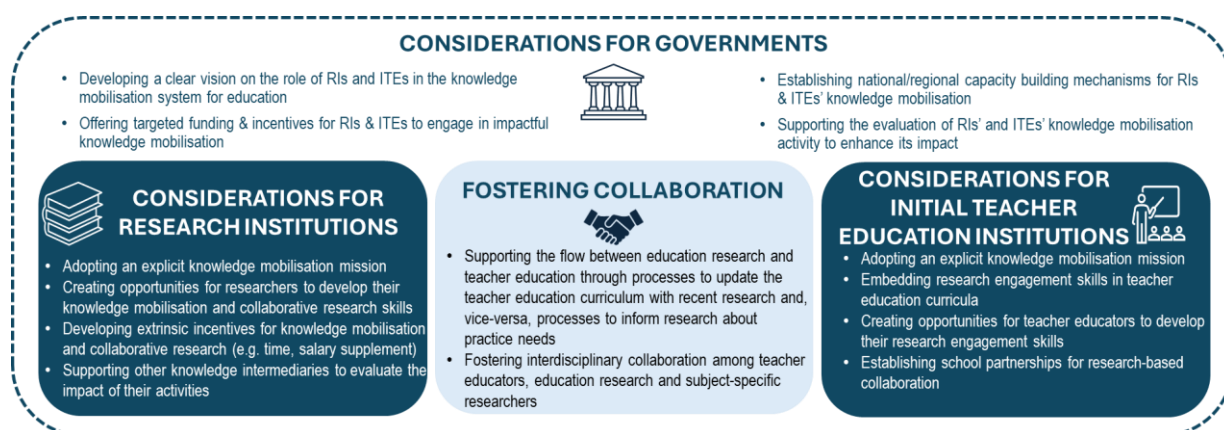 CONSIDERATIONS FOR GOVERNMENTS
• Developing a clear vision on the role of RIs and ITEs in the knowledge
mobilisation system for education
• Offering targeted funding & incentives for RIs & ITEs to engage in impactful
knowledge mobilisation
• Establishing national/regional capacity building mechanisms for RIs
& ITEs' knowledge mobilisation
• Supporting the evaluation of RIs' and ITEs' knowledge mobilisation
activity to enhance its impact
CONSIDERATIONS FOR
RESEARCH INSTITUTIONS
• Adopting an explicit knowledge mobilisation mission
• Creating opportunities for researchers to develop their
knowledge mobilisation and collaborative research skills
• Developing extrinsic incentives for knowledge mobilisation
and collaborative research (e.g. time, salary supplement)
• Supporting other knowledge intermediaries to evaluate the
impact of their activities
FOSTERING COLLABORATION
• Supporting the flow between education research and
teacher education through processes to update the
teacher education curriculum with recent research and,
vice-versa, processes to inform research about
practice needs
• Fostering interdisciplinary collaboration among teacher
educators, education research and subject-specific
researchers
CONSIDERATIONS FOR
INITIAL TEACHER
EDUCATION INSTITUTIONS
• Adopting an explicit knowledge mobilisation mission
• Embedding research engagement skills in teacher
education curricula
• Creating opportunities for teacher educators to develop
their research engagement skills
• Establishing school partnerships for research-based
collaboration